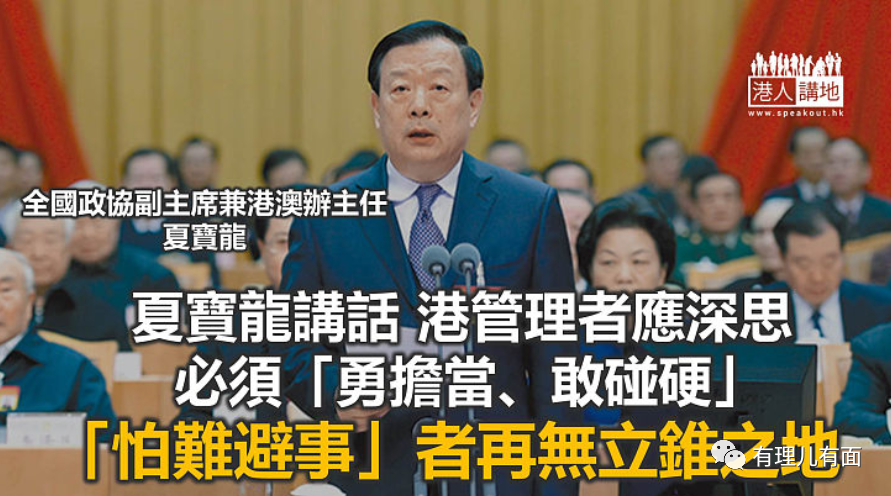 港人講地
www.speakout.hk
全國政協副主席兼港澳辦主任
夏寶龍
夏寶龍講話 港管理者應深思
必須「勇擔當、敢碰硬」
「怕難避事」者再無立錐之地
有理儿有面